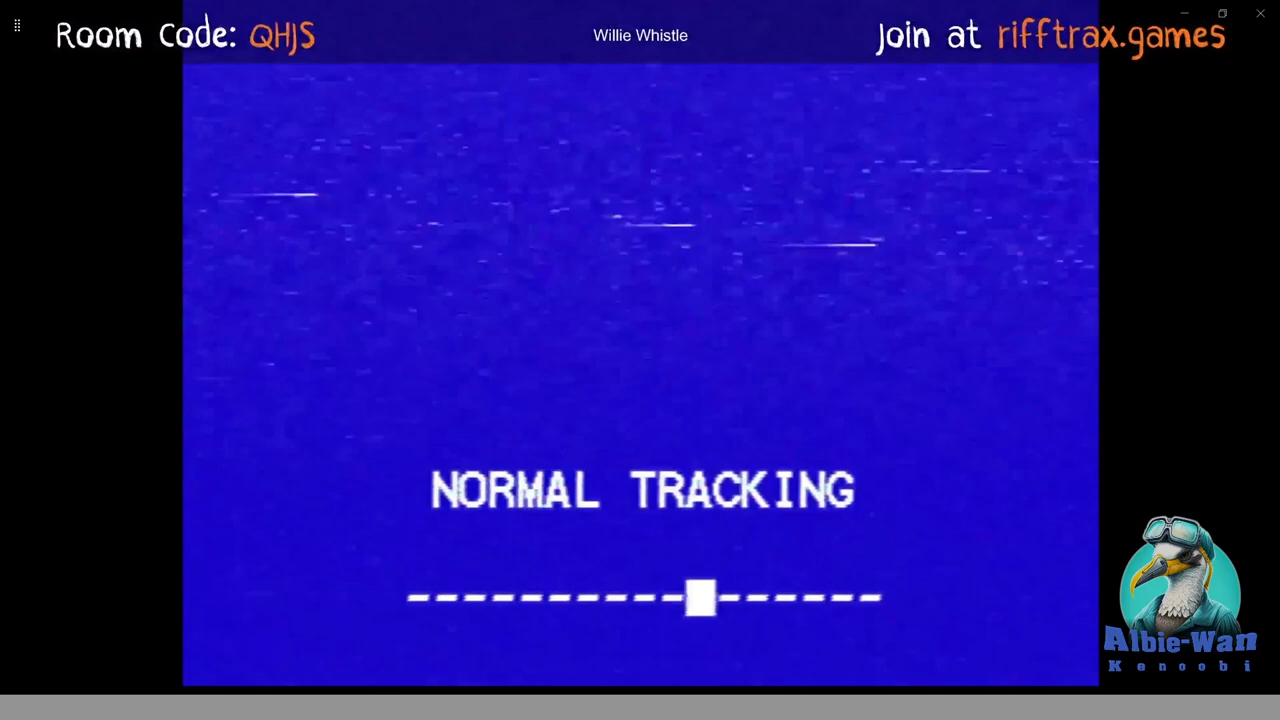 Room Code: QHJS
Willie Whistle
Join at rifftrax.games
NORMAL TRACKING
Albie-Wan
Kenoobi